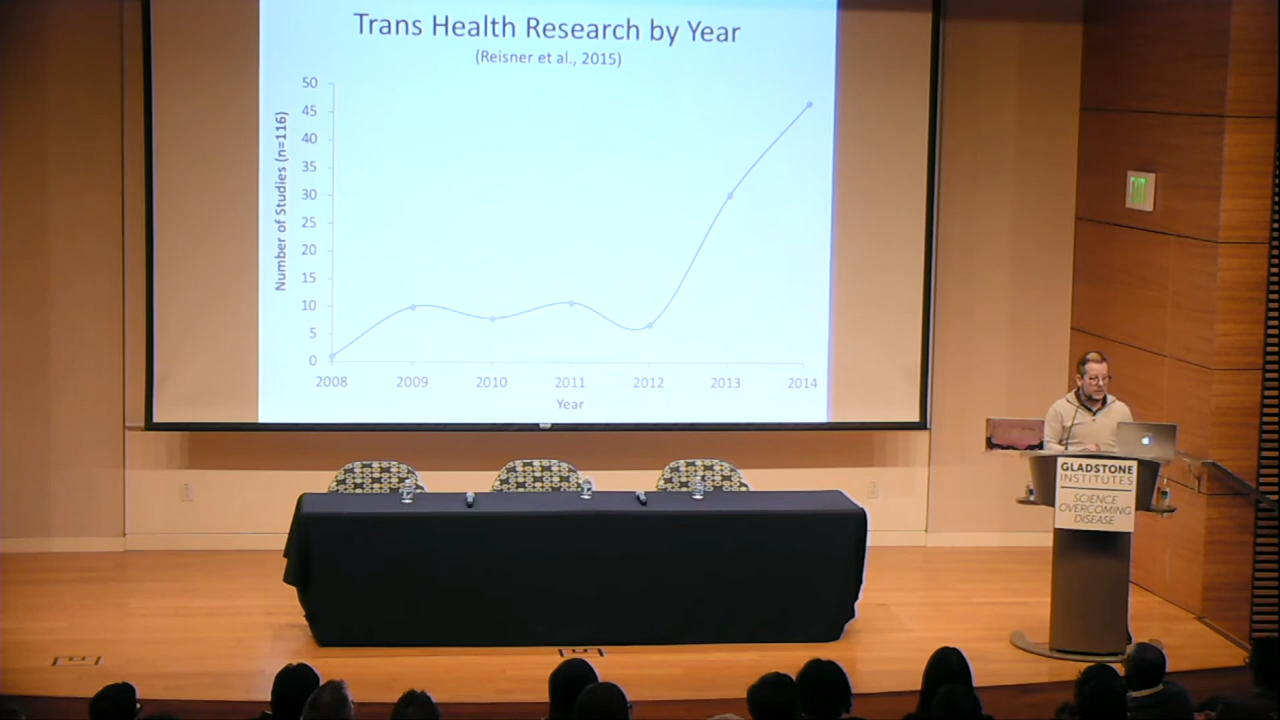 Trans Health Research by Year
(Reisner et al., 2015)
Number of Studies (n=116)
50
45
40
35
30
25
20
15
10
5
0
2008 2009 2010 2011 2012 2013 2014
Year
GLADSTONE
INSTITUTES
SCIENCE
OVERCOMING
DISEASE